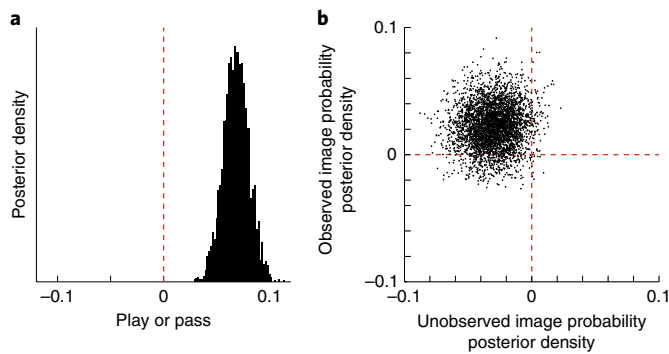 a
Posterior density
−0.1
0
0.1
Play or pass
b
Observed image probability
posterior density
0.1
0
−0.1
−0.1
0
0.1
Unobserved image probability
posterior density